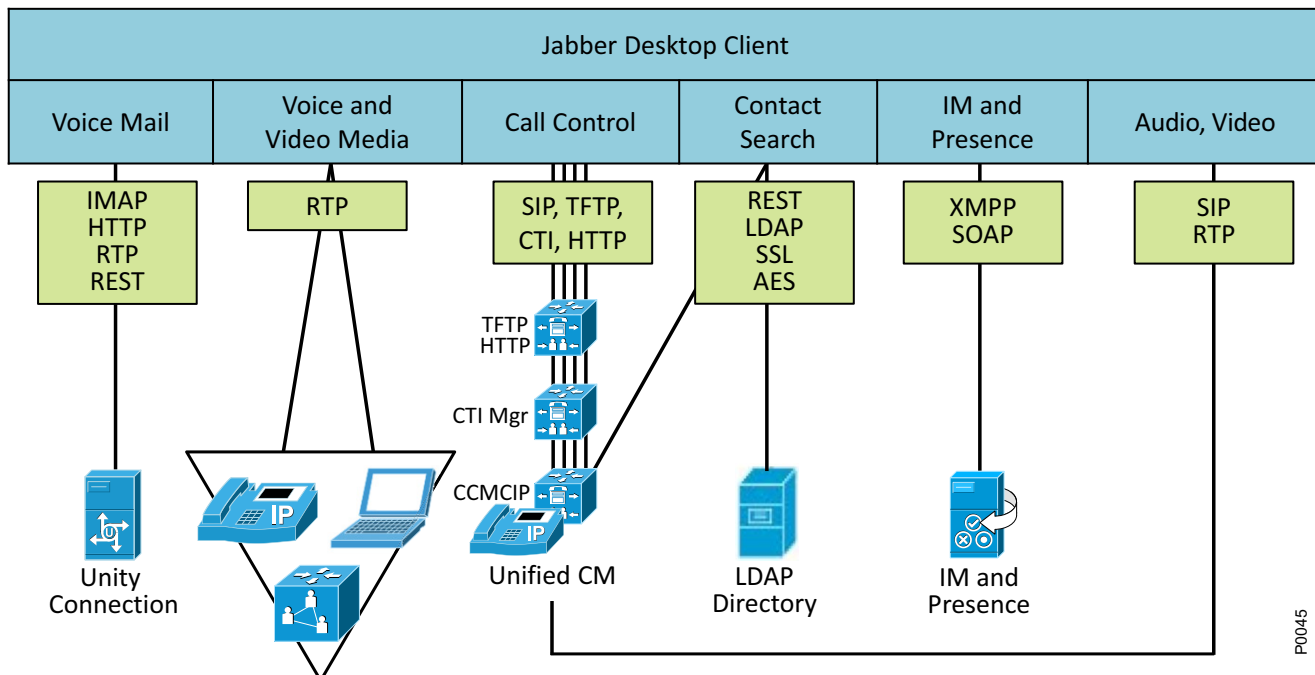 Jabber Desktop Client
Voice Mail
Voice and
Video Media
Call Control
Contact
Search
IM and
Presence
Audio, Video
IMAP
HTTP
RTP
REST
RTP
SIP, TFTP,
CTI, HTTP
REST
LDAP
SSL
AES
XMPP
SOAP
SIP
RTP
TFTP
HTTP
CTI Mgr
CCMCIP
IP
IP
U
Unity
Connection
Unified CM
LDAP
Directory
IM and
Presence
P0045